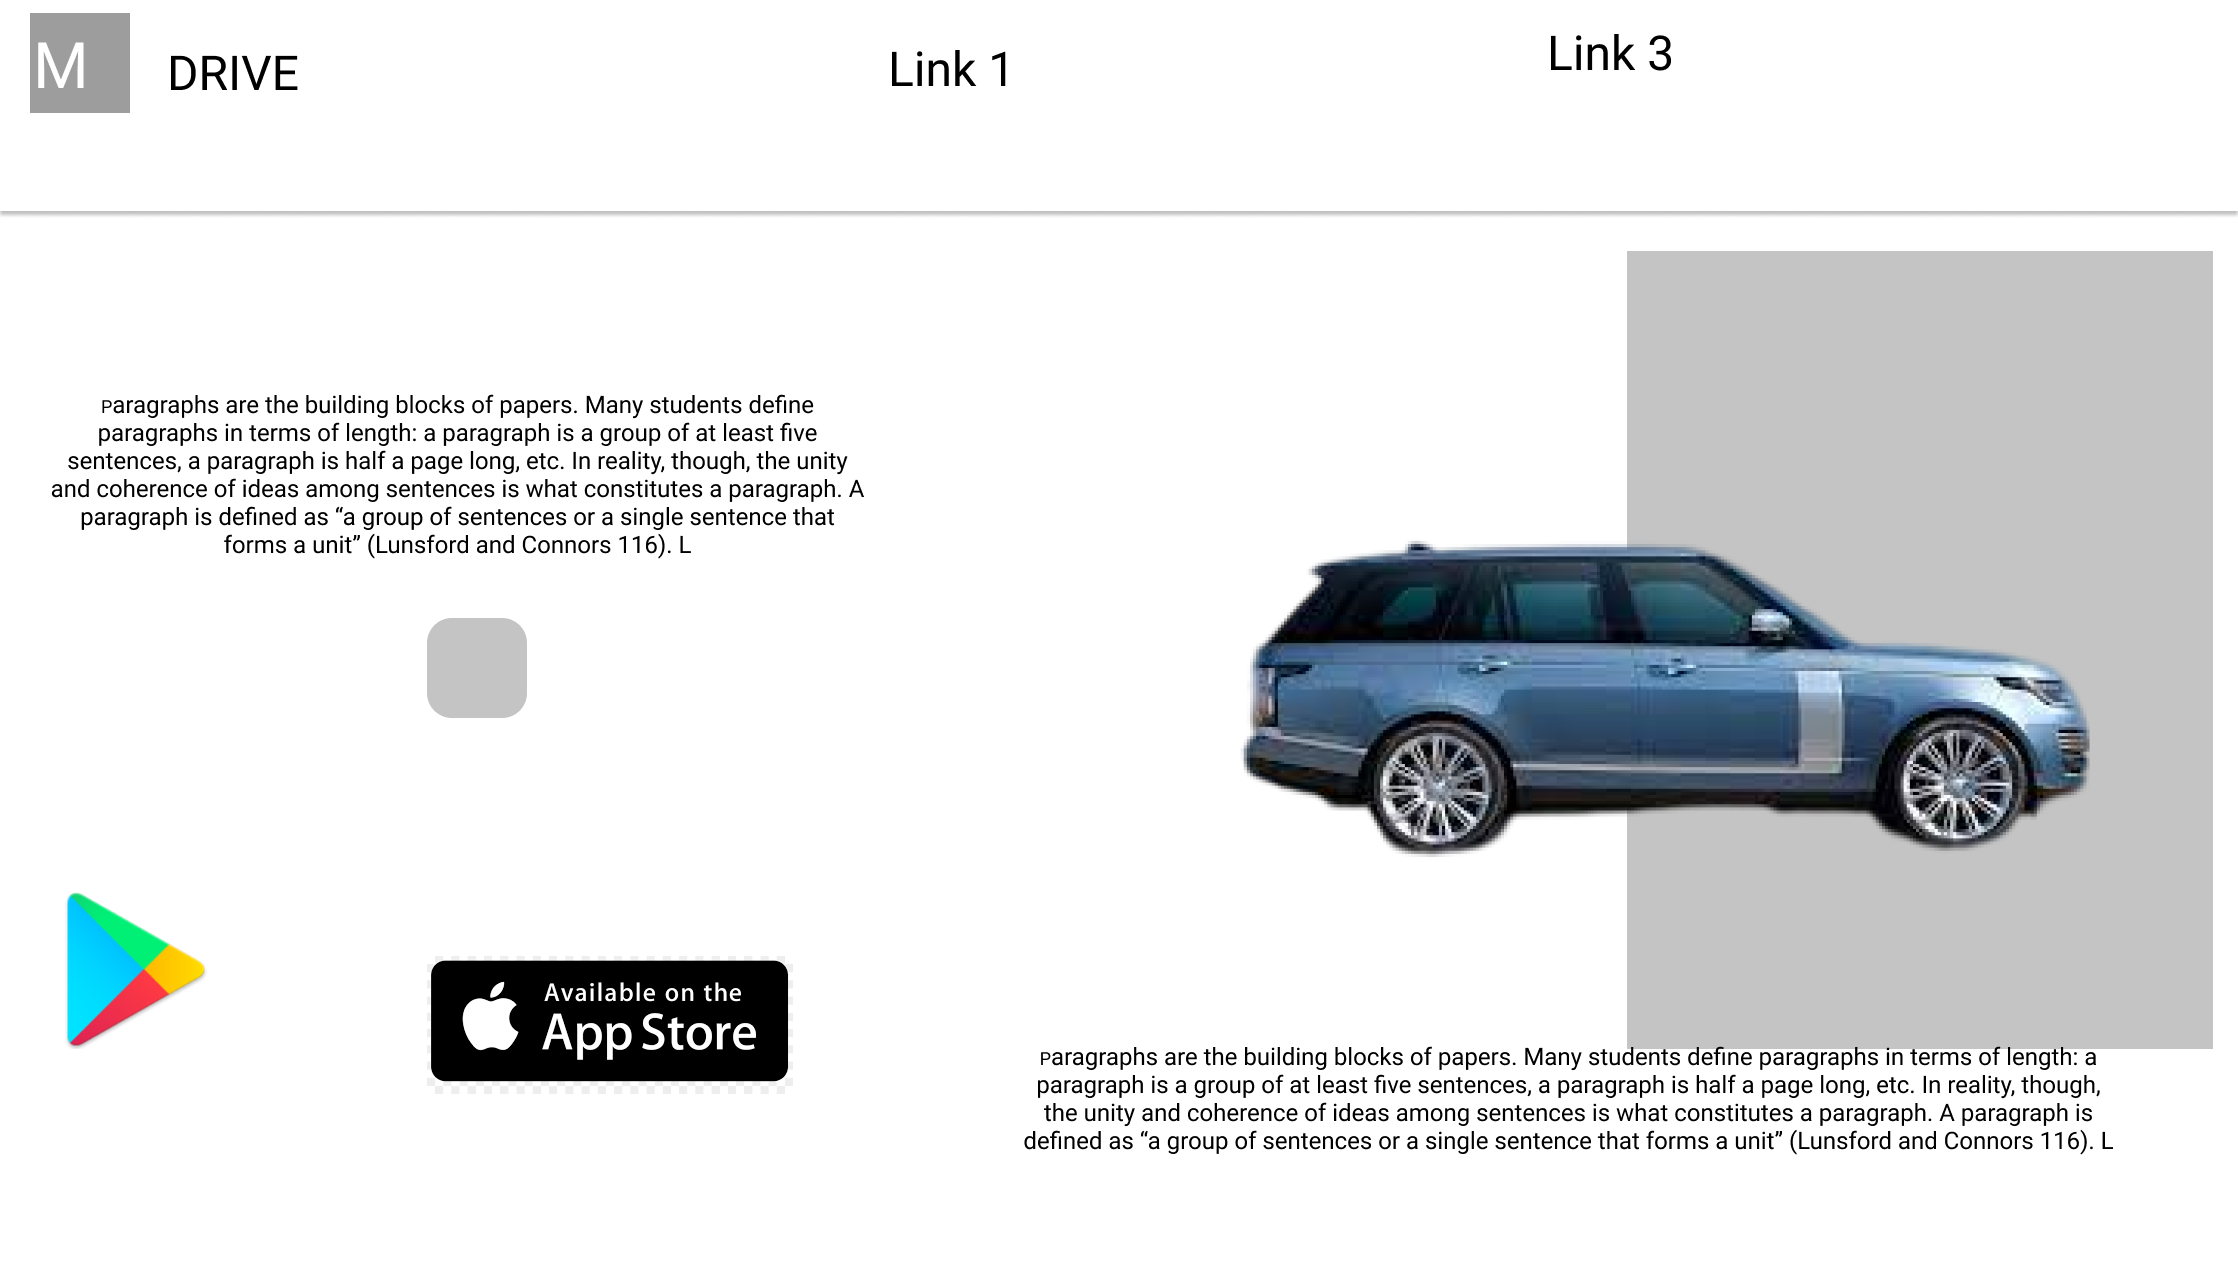 M
DRIVE
Link 1
Link 3
Paragraphs are the building blocks of papers. Many students define
paragraphs in terms of length: a paragraph is a group of at least five
sentences, a paragraph is half a page long, etc. In reality, though, the unity
and coherence of ideas among sentences is what constitutes a paragraph. A
paragraph is defined as “a group of sentences or a single sentence that
forms a unit” (Lunsford and Connors 116). L
Available on the
App Store
Paragraphs are the building blocks of papers. Many students define paragraphs in terms of length: a
paragraph is a group of at least five sentences, a paragraph is half a page long, etc. In reality, though,
the unity and coherence of ideas among sentences is what constitutes a paragraph. A paragraph is
defined as “a group of sentences or a single sentence that forms a unit” (Lunsford and Connors 116). L